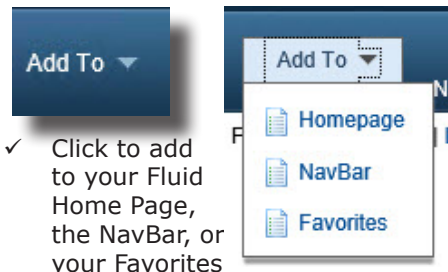 Add To
✓ Click to add
to your Fluid
Home Page,
the NavBar, or
your Favorites
Add To
Homepage
NavBar
Favorites
N
F